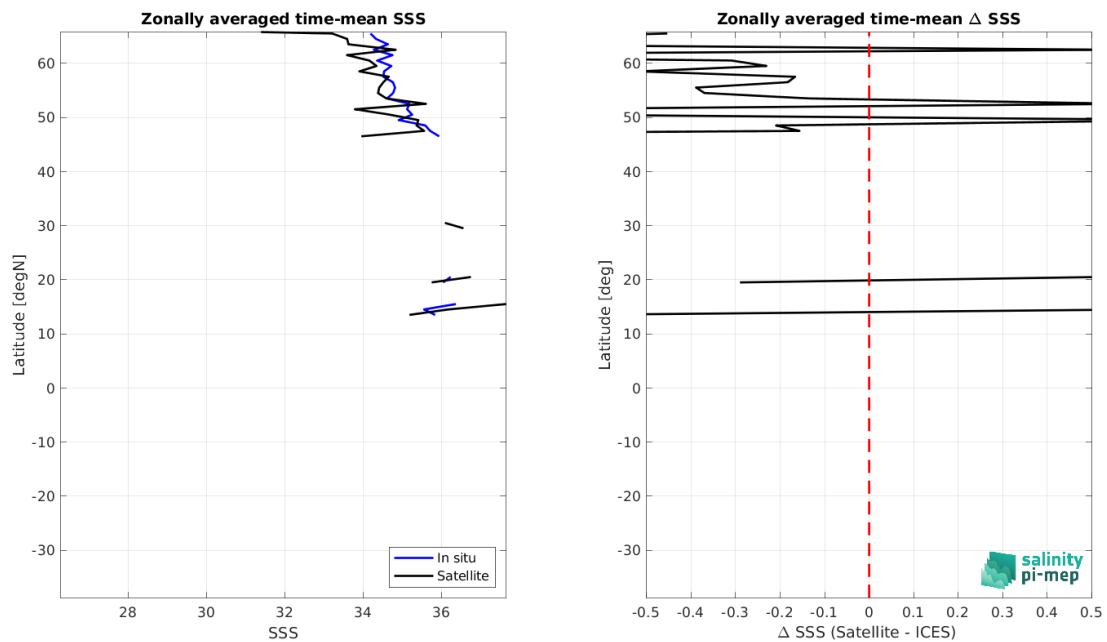 Zonally averaged time-mean SSS
60
50
40
30
20
10
0
-10
-20
-30
Latitude [degN]
28 30 32 34 36
SSS
In situ
Satellite
Zonally averaged time-mean Δ SSS
60
50
40
30
20
10
0
-10
-20
-30
Latitude [deg]
-0.5 -0.4 -0.3 -0.2 -0.1 0 0.1 0.2 0.3 0.4 0.5
Δ SSS (Satellite - ICES)
salinity
pi-mep